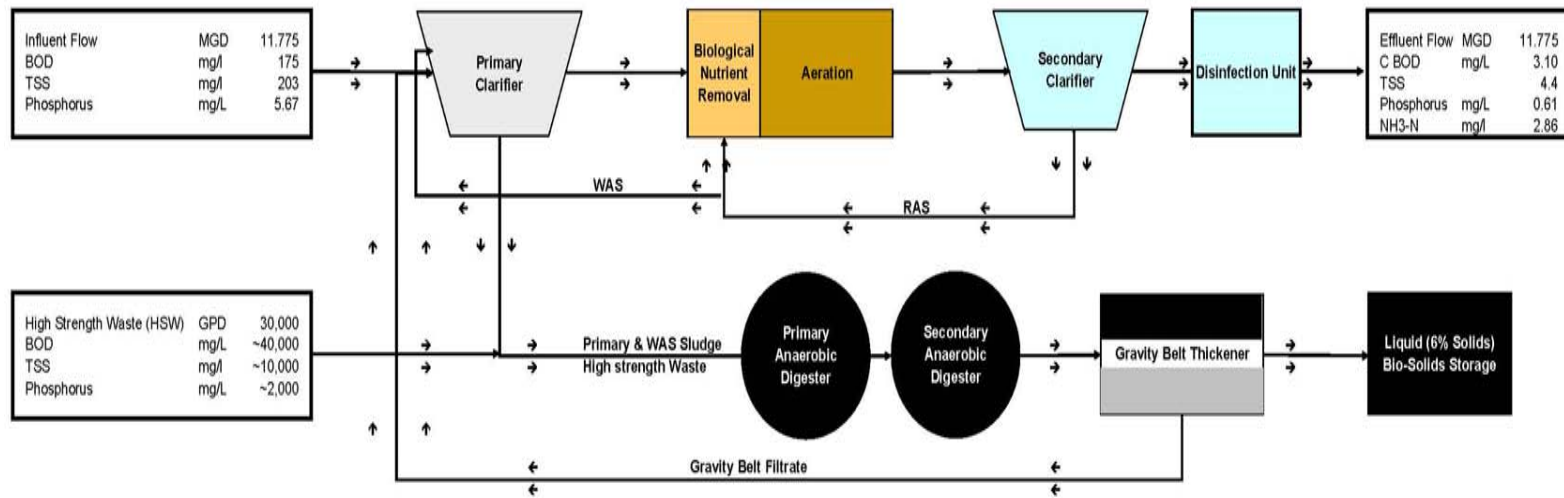 Influent Flow MGD 11.775
BOD mg/l 175
TSS mg/l 203
Phosphorus mg/L 5.67
Primary
Clarifier
Biological
Nutrient
Removal
Aeration
Secondary
Clarifier
Disinfection Unit
Effluent Flow MGD 11.775
C BOD mg/L 3.10
TSS 4.4
Phosphorus mg/L 0.61
NH3-N mg/l 2.86
WAS
RAS
High Strength Waste (HSW) GPD 30,000
BOD mg/L ~40,000
TSS mg/l ~10,000
Phosphorus mg/L ~2,000
Primary & WAS Sludge
High strength Waste
Primary
Anaerobic
Digester
Secondary
Anaerobic
Digester
Gravity Belt Thickener
Liquid (6% Solids)
Bio-Solids Storage
Gravity Belt Filtrate